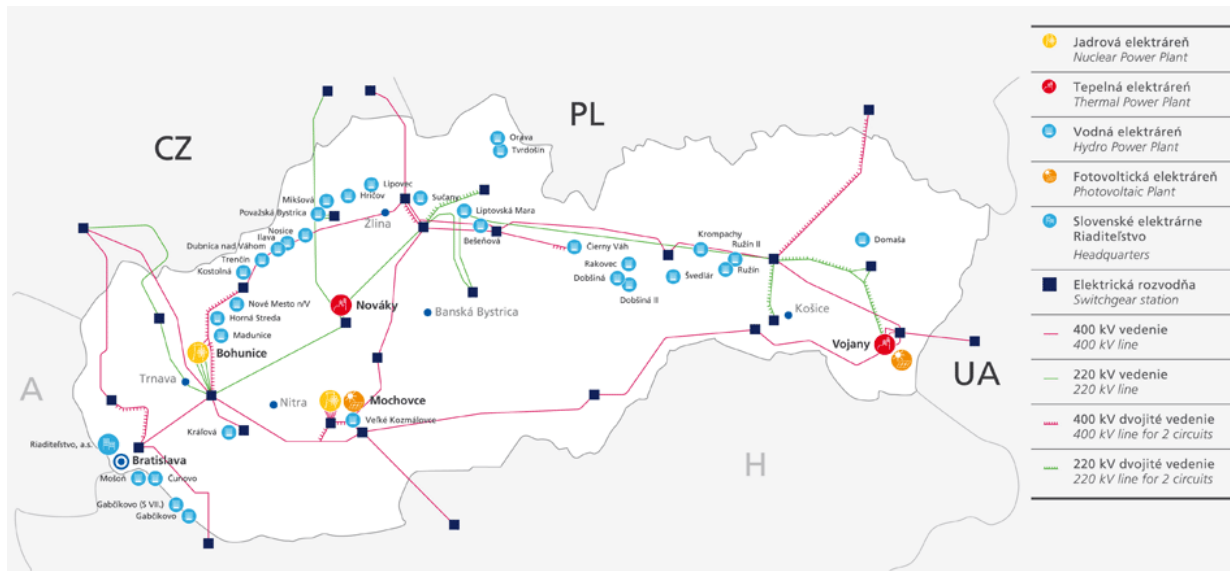 CZ
PL
A
H
UA
Orava
Tvrdošín
Lipovec
Hričov
Mikšová
Považská Bystrica
Sučany
Žilina
Liptovská Mara
Bešeňová
Nosice
Ilava
Dubnica nad Váhom
Trenčín
Kostolná
Čierny Váh
Krompachy
Ružín II
Ružín
Rakovec
Dobšiná
Dobšiná II
Švedlár
Domaša
Nové Mesto n/V
Horná Streda
Madunice
Nováky
Banská Bystrica
Košice
Bohunice
Vojany
Trnava
Nitra
Mochovce
Veľké Kozmálovce
Kráľová
Riaditeľstvo, a.s.
Bratislava
Mošoň
Čunovo
Gabčíkovo (S VII.)
Gabčíkovo
Jadrová elektráreň
Nuclear Power Plant
Tepelná elektráreň
Thermal Power Plant
Vodná elektráreň
Hydro Power Plant
Fotovoltická elektráreň
Photovoltaic Plant
Slovenské elektrárne
Riaditeľstvo
Headquarters
Elektrická rozvodňa
Switchgear station
400 kV vedenie
400 kV line
220 kV vedenie
220 kV line
400 kV dvojité vedenie
400 kV line for 2 circuits
220 kV dvojité vedenie
220 kV line for 2 circuits